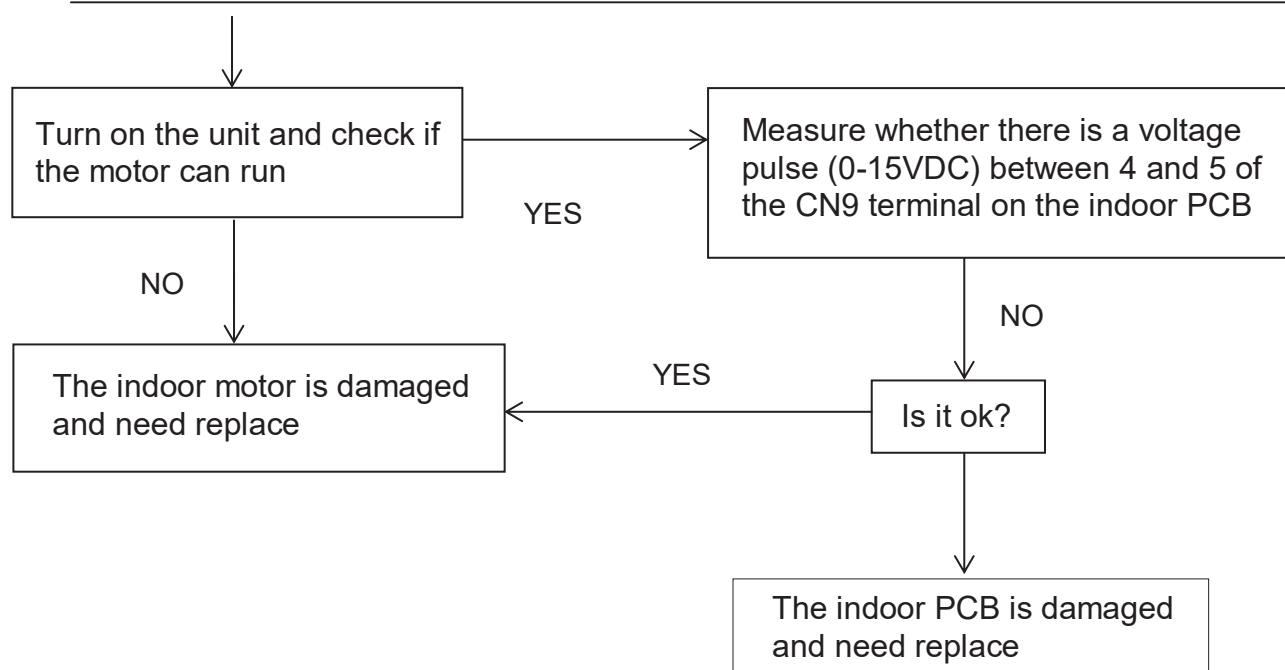 Turn on the unit and check if
the motor can run
YES
Measure whether there is a voltage
pulse (0-15VDC) between 4 and 5 of
the CN9 terminal on the indoor PCB
NO
NO
The indoor motor is damaged
and need replace
YES
Is it ok?
The indoor PCB is damaged
and need replace